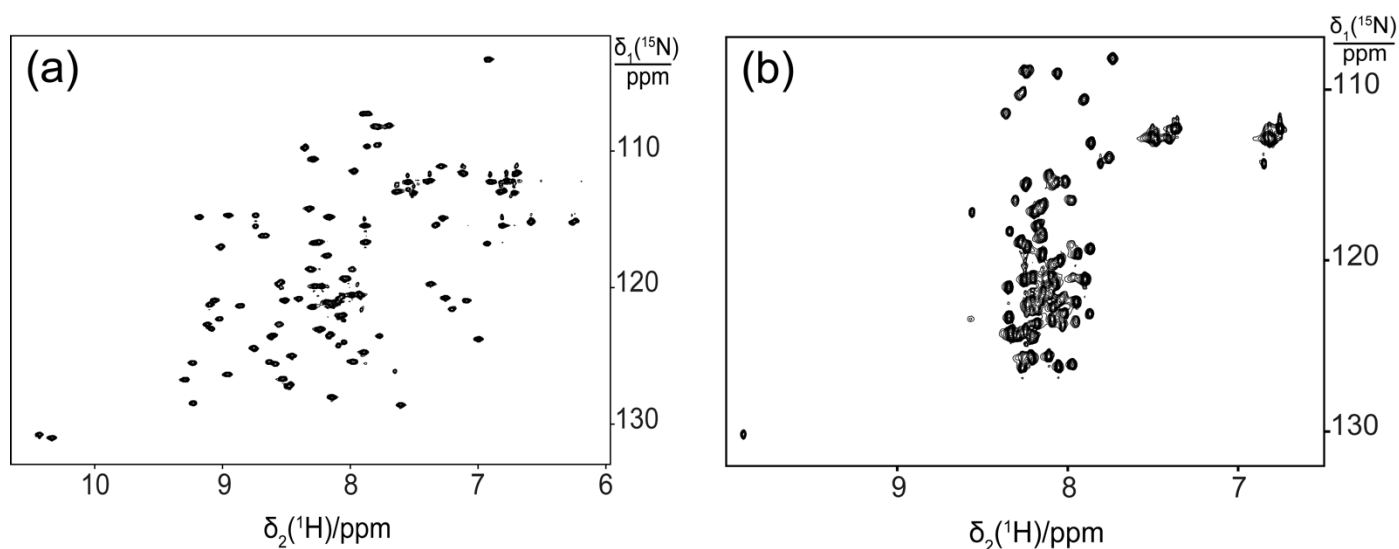 (a)
δ₁(¹⁵N)
ppm
110
120
130
10 9 8 7 6
δ₂(¹H)/ppm
(b)
δ₁(¹⁵N)
ppm
110
120
130
9 8 7
δ₂(¹H)/ppm